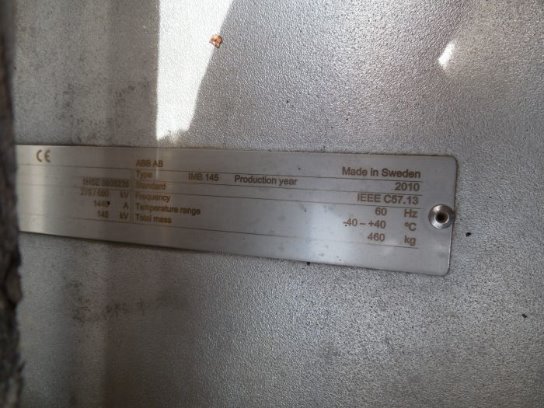 CE ABB AB Made in Sweden
Type IMB 145 Production year 2010
Standard IEEE C57.13
kV Frequency 60 Hz
A Temperature range -40 – +40 °C
kV Total mass 460 kg